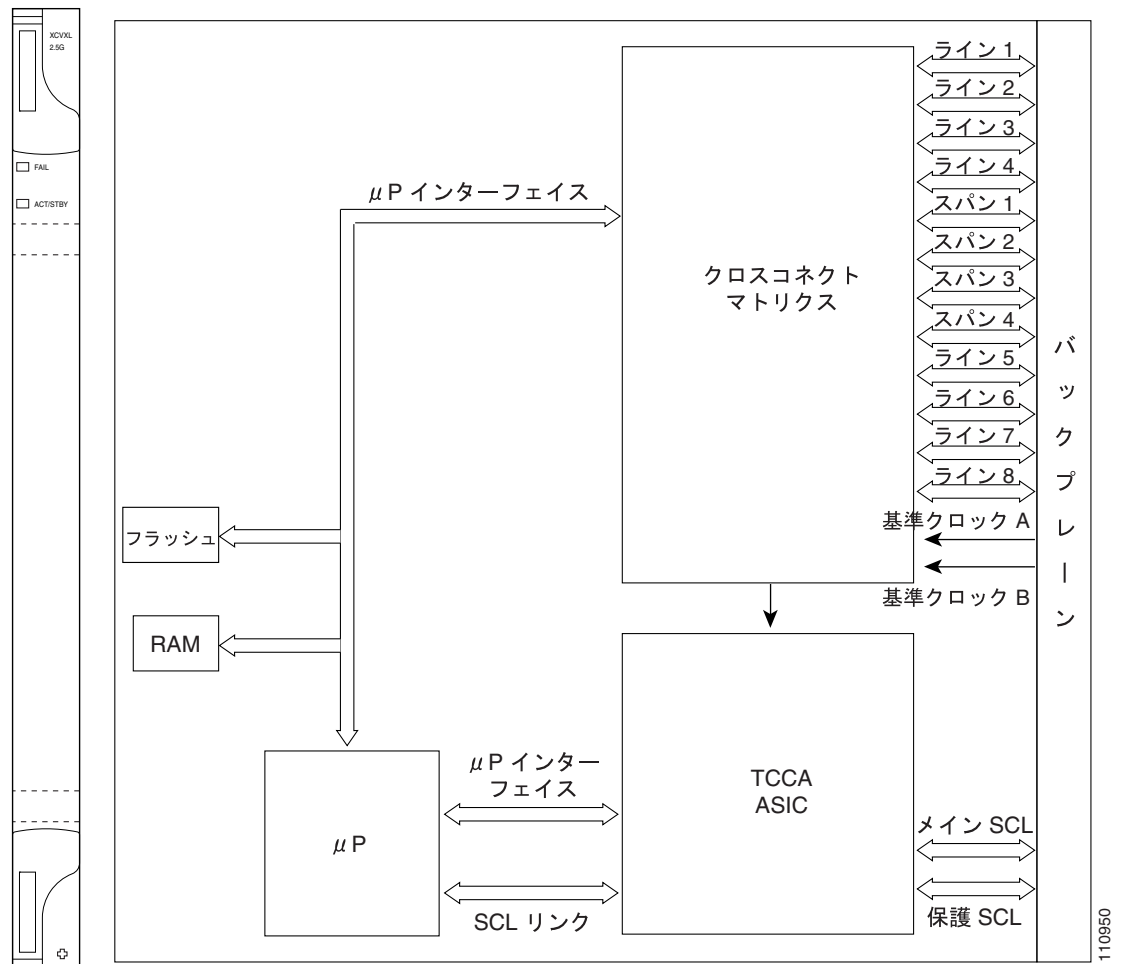 XCVXL
2.5G
FAIL
ACT/STBY
μP インターフェイス
クロスコネクト
マトリクス
ライン 1
ライン 2
ライン 3
ライン 4
スパン 1
スパン 2
スパン 3
スパン 4
ライン 5
ライン 6
ライン 7
ライン 8
基準クロック A
基準クロック B
バックプレーン
フラッシュ
RAM
μP
μP インター
フェイス
SCL リンク
TCCA
ASIC
メイン SCL
保護 SCL
110950